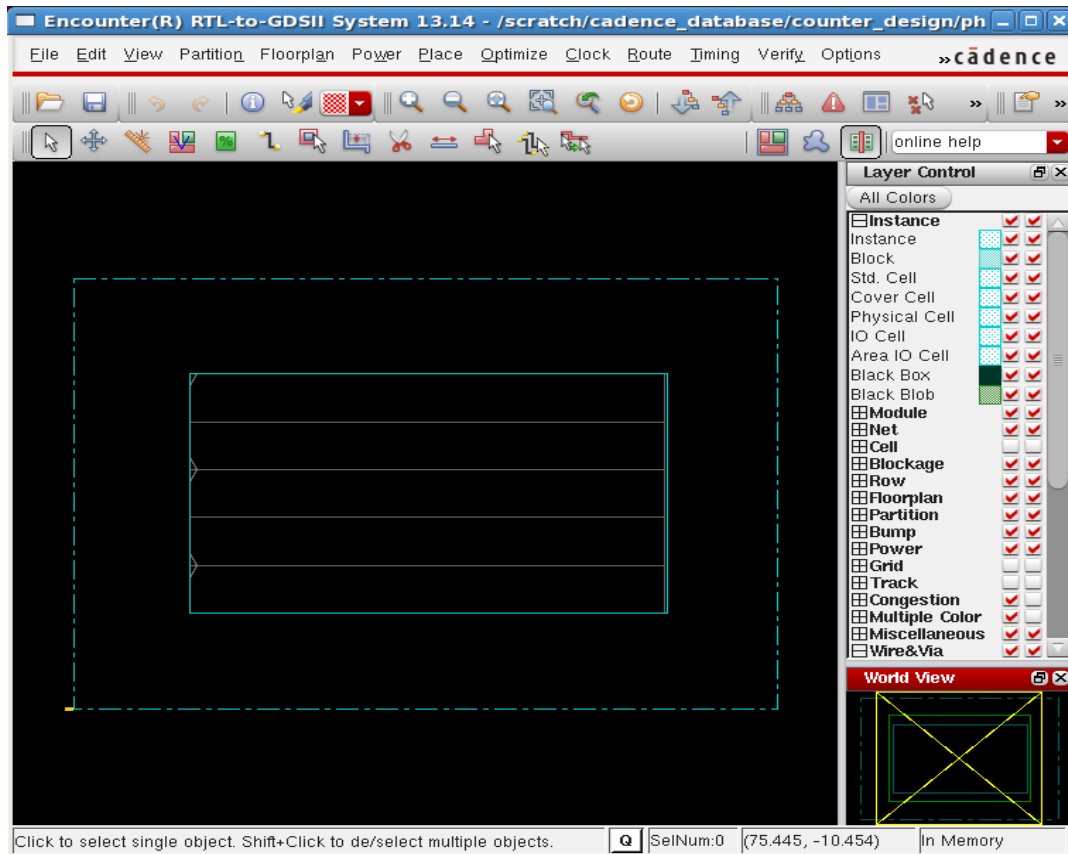 Encounter(R) RTL-to-GDSII System 13.14 - /scratch/cadence_database/counter_design/ph
File Edit View Partition Floorplan Power Place Optimize Clock Route Timing Verify Options » cādence
» »
% online help
Layer Control
All Colors
Instance
Instance
Block
Std. Cell
Cover Cell
Physical Cell
IO Cell
Area IO Cell
Black Box
Black Blob
Module
Net
Cell
Blockage
Row
Floorplan
Partition
Bump
Power
Grid
Track
Congestion
Multiple Color
Miscellaneous
Wire&Via
World View
Click to select single object. Shift+Click to de/select multiple objects. Q SelNum:0 (75.445, -10.454) In Memory